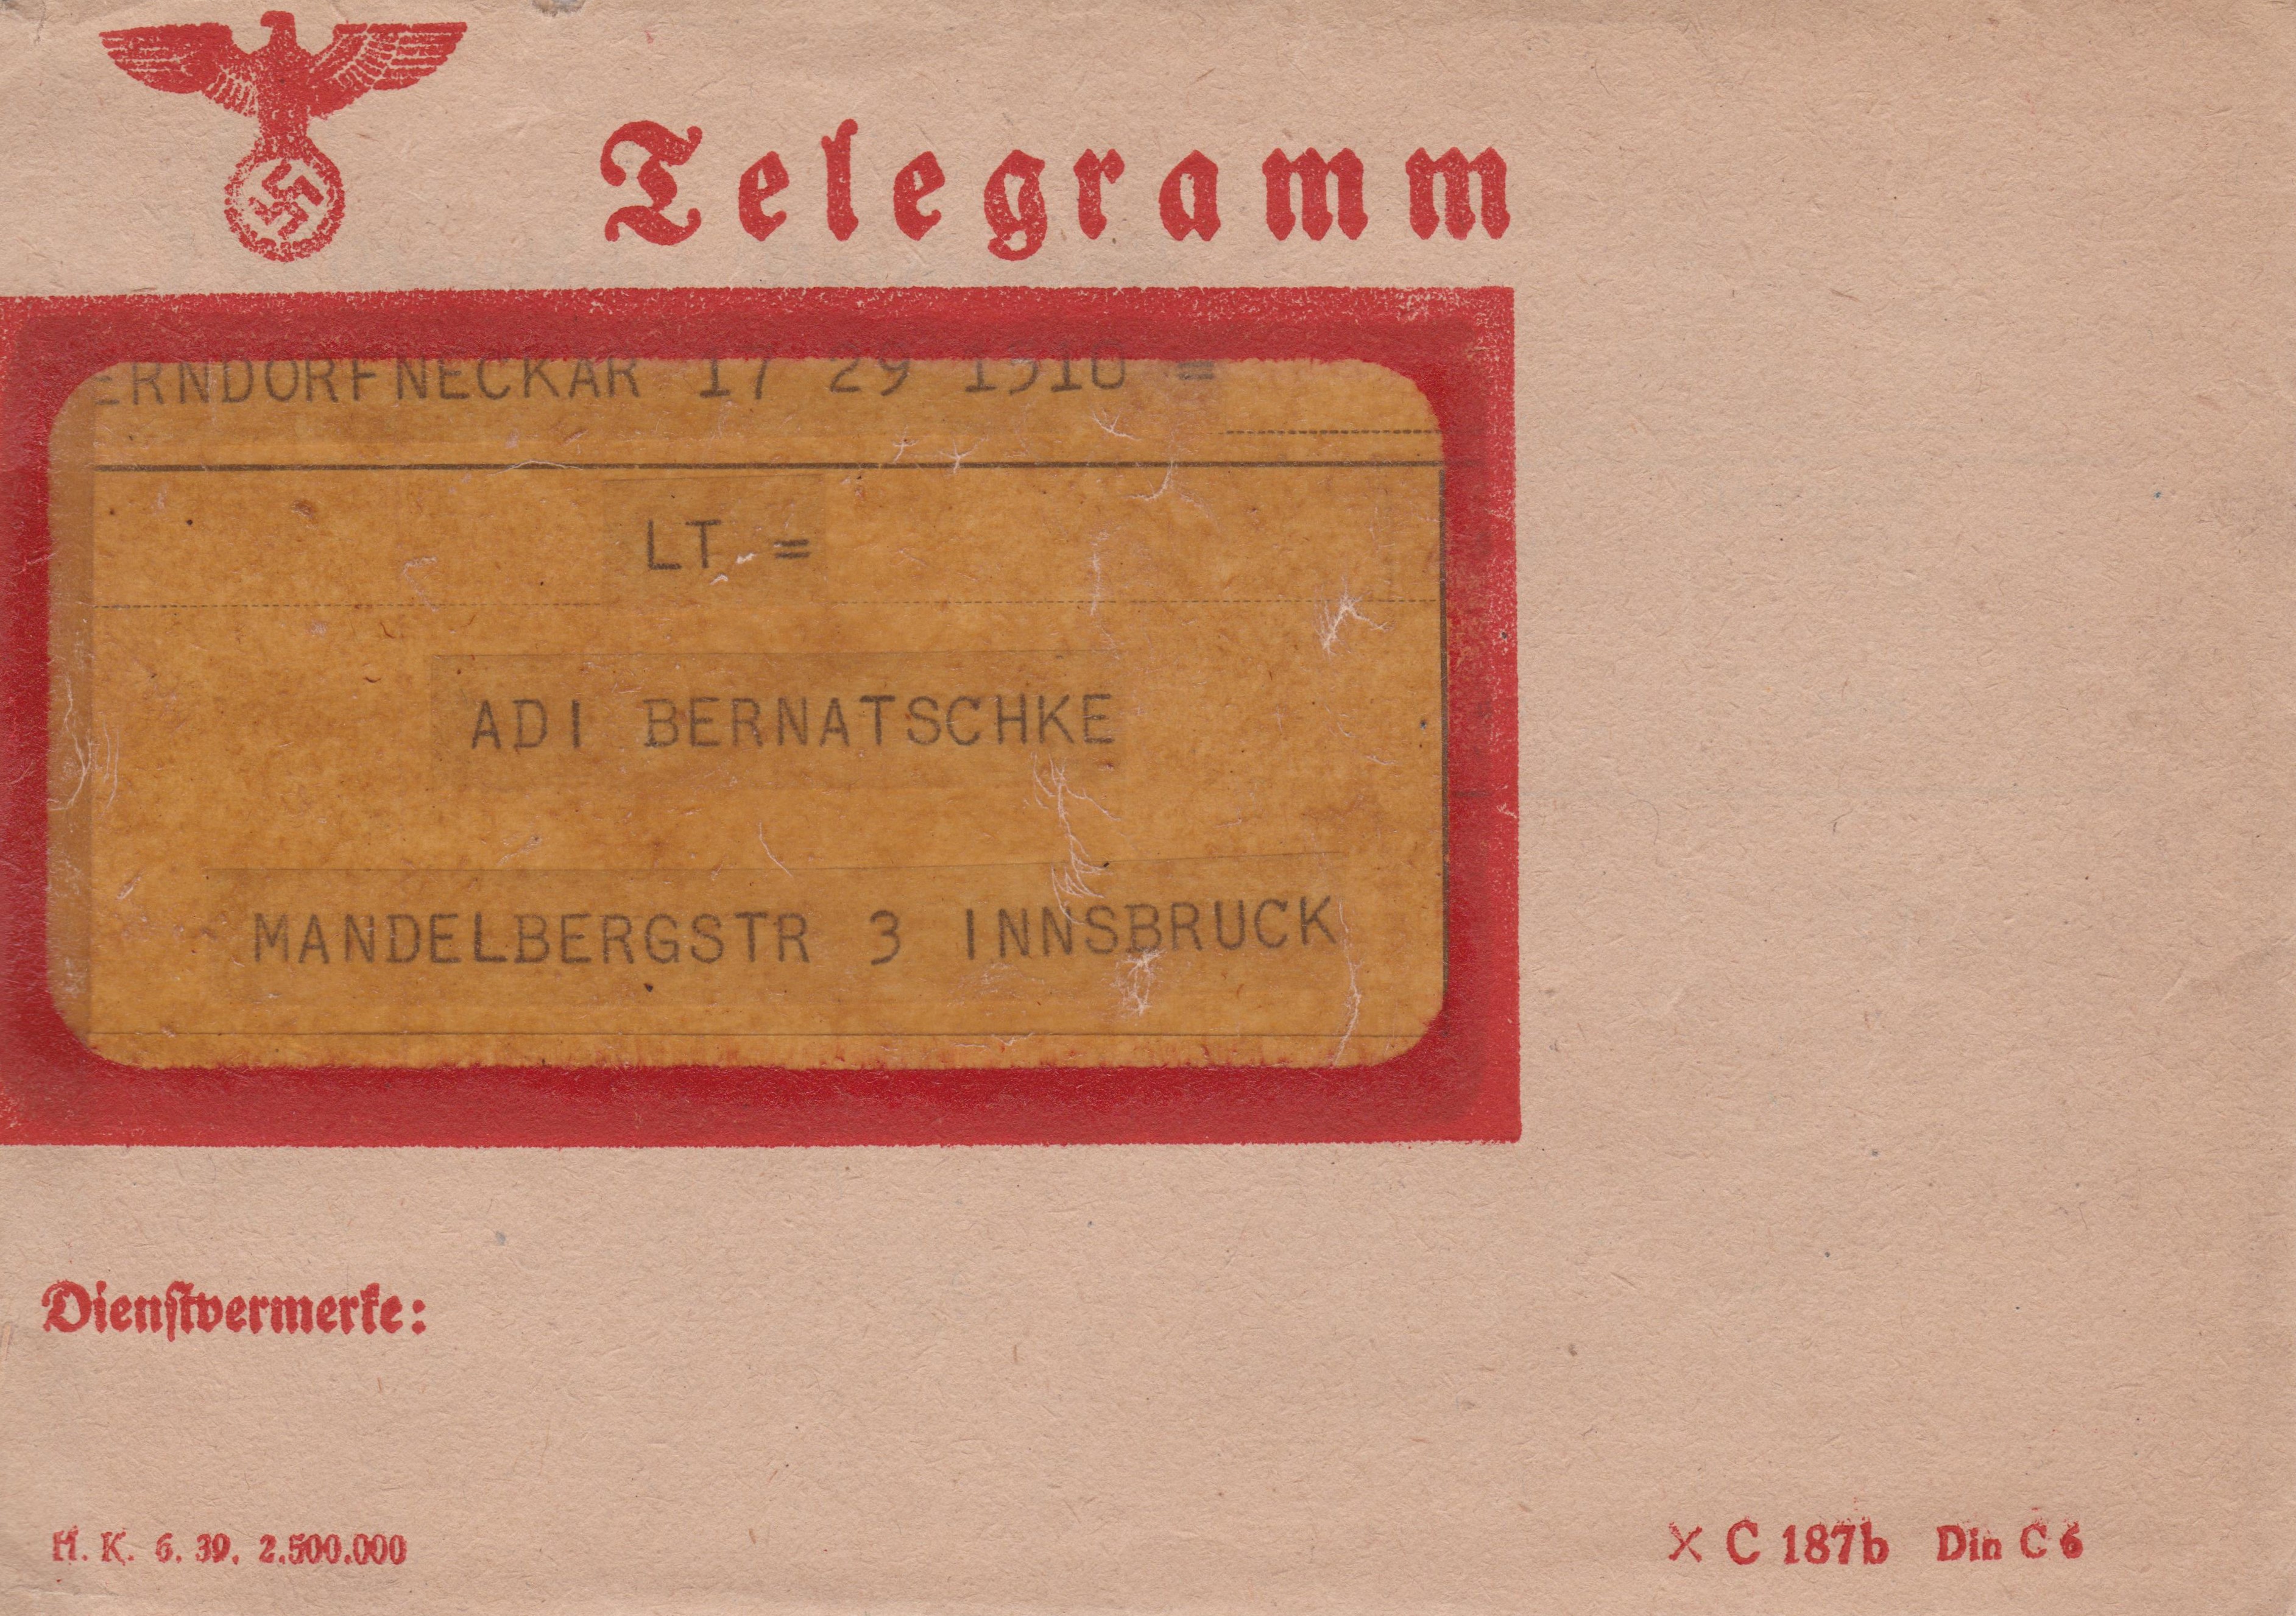 Telegramm
ERNDORFNECKAR 17 29 1510 =
LT =
ADI BERNATSCHKE
MANDELBERGSTR 3 INNSBRUCK
Dienstvermerke:
H. K. 6. 39. 2.500.000
× C 187b Din C 6